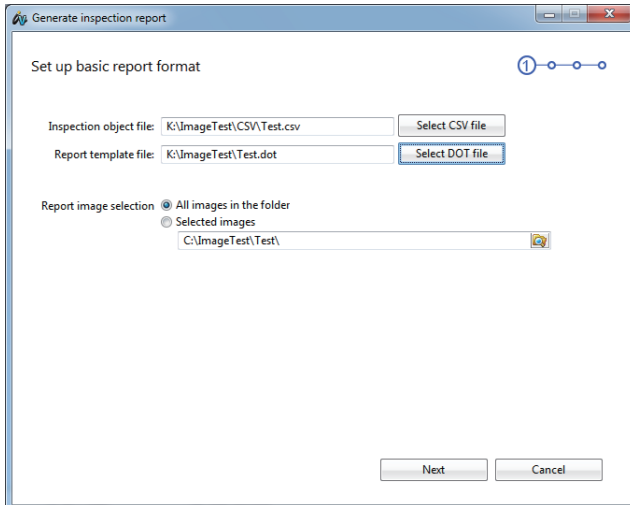 Generate inspection report
Set up basic report format
1
Inspection object file: K:\ImageTest\CSV\Test.csv Select CSV file
Report template file: K:\ImageTest\Test.dot Select DOT file
Report image selection All images in the folder
Selected images
C:\ImageTest\Test\
Next Cancel